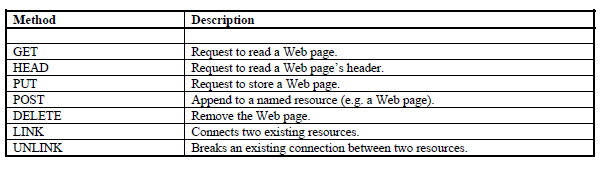 Method Description
GET Request to read a Web page.
HEAD Request to read a Web page's header.
PUT Request to store a Web page.
POST Append to a named resource (e.g. a Web page).
DELETE Remove the Web page.
LINK Connects two existing resources.
UNLINK Breaks an existing connection between two resources.